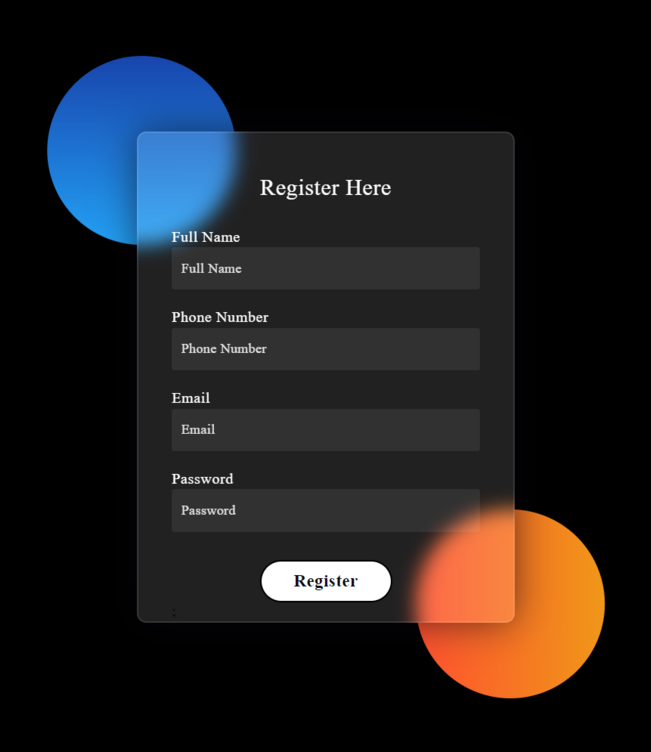 Register Here
Full Name
Full Name
Phone Number
Phone Number
Email
Email
Password
Password
Register
;